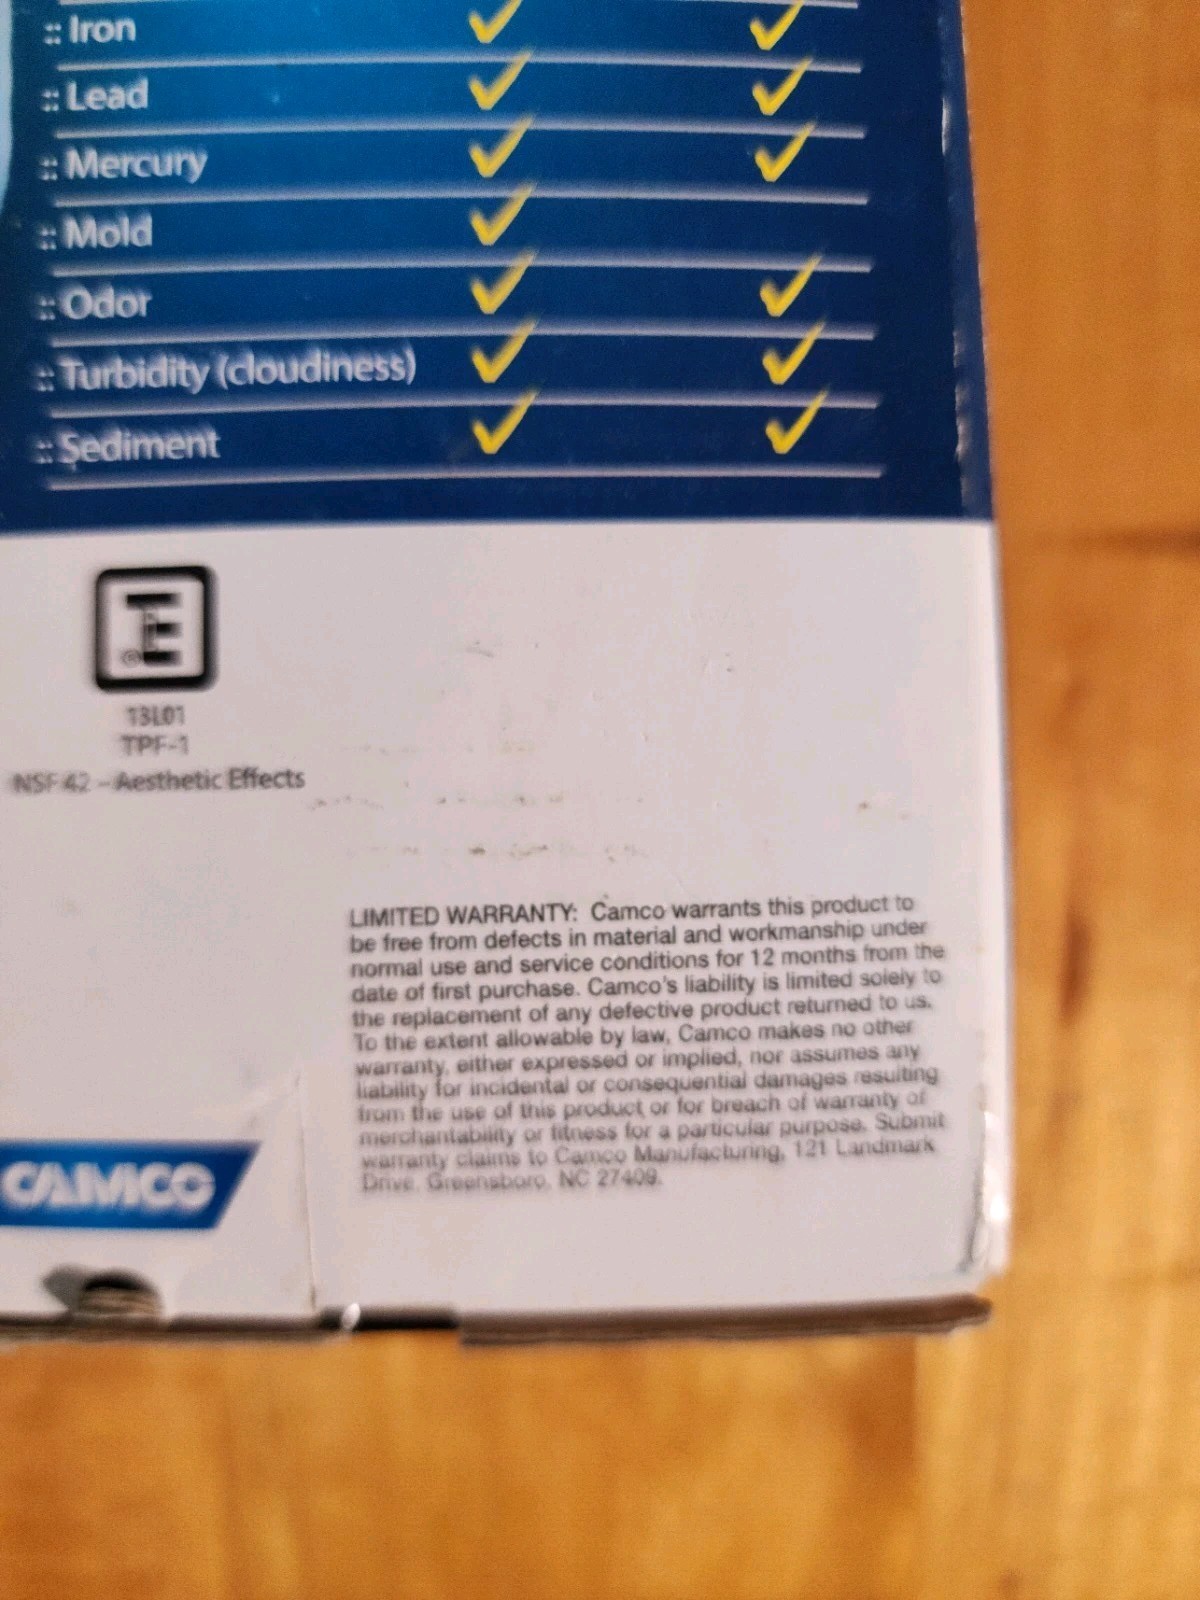 :: Iron ✓ ✓
:: Lead ✓ ✓
:: Mercury ✓ ✓
:: Mold ✓
:: Odor ✓ ✓
:: Turbidity (cloudiness) ✓ ✓
:: Sediment ✓ ✓
13L01
TPF-1
NSF 42 – Aesthetic Effects
LIMITED WARRANTY: Camco warrants this product to
be free from defects in material and workmanship under
normal use and service conditions for 12 months from the
date of first purchase. Camco's liability is limited solely to
the replacement of any defective product returned to us.
To the extent allowable by law, Camco makes no other
warranty, either expressed or implied, nor assumes any
liability for incidental or consequential damages resulting
from the use of this product or for breach of warranty of
merchantability or fitness for a particular purpose. Submit
warranty claims to Camco Manufacturing, 121 Landmark
Drive, Greensboro, NC 27409.
CAMCO